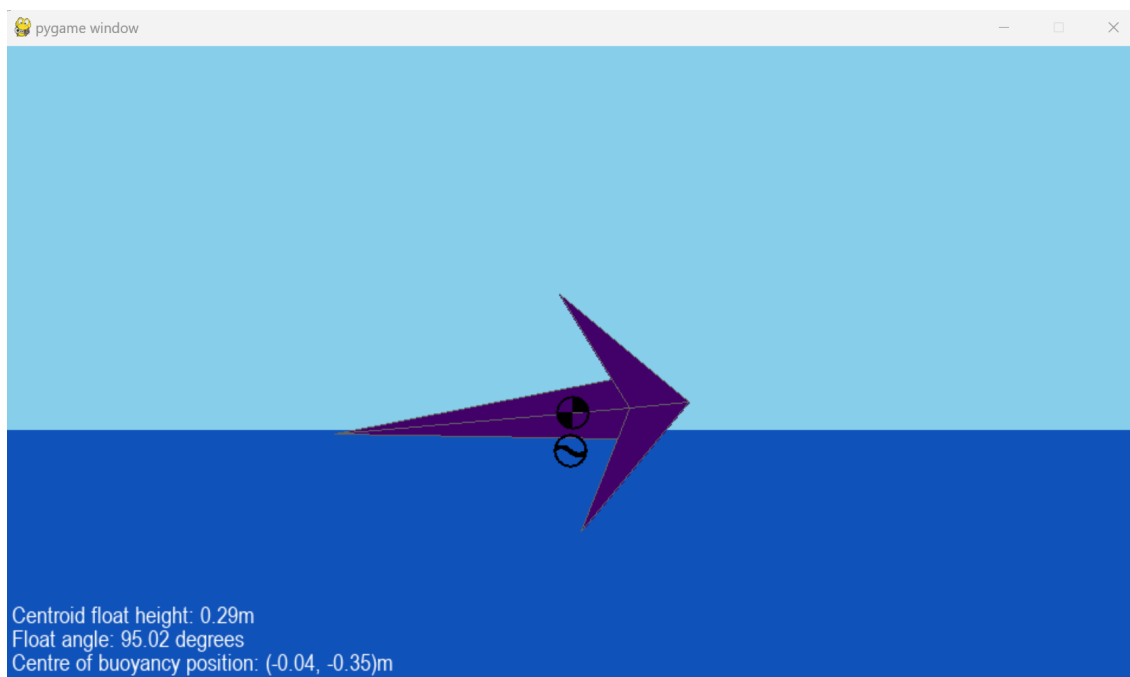 pygame window
Centroid float height: 0.29m
Float angle: 95.02 degrees
Centre of buoyancy position: (-0.04, -0.35)m